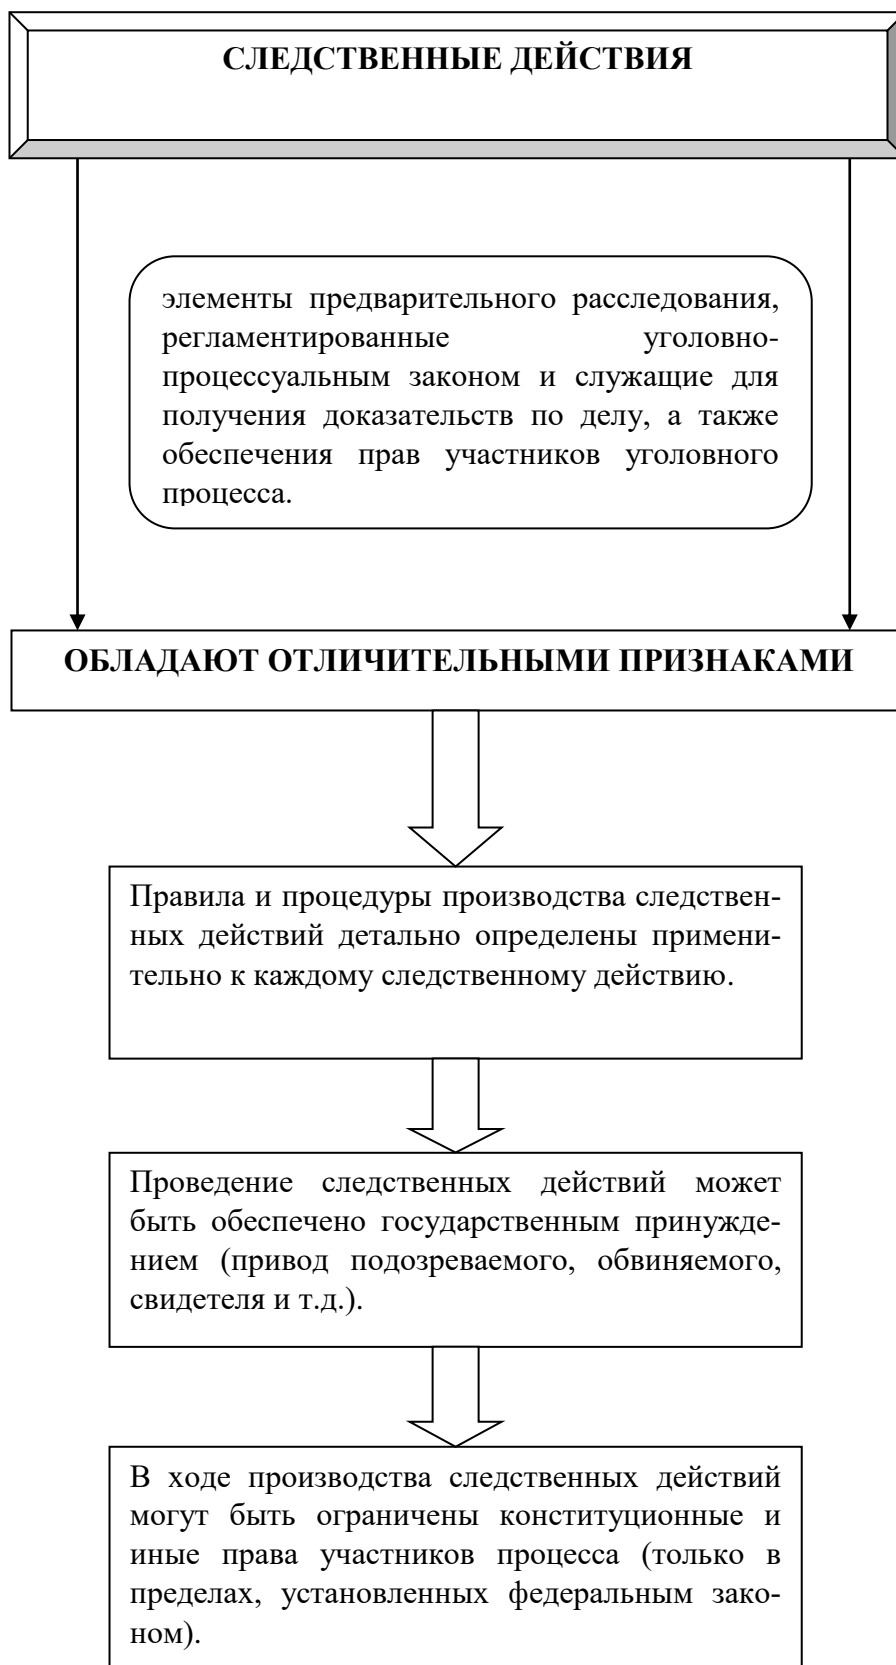 СЛЕДСТВЕННЫЕ ДЕЙСТВИЯ
элементы предварительного расследования,
регламентированные уголовно-
процессуальным законом и служащие для
получения доказательств по делу, а также
обеспечения прав участников уголовного
процесса.
ОБЛАДАЮТ ОТЛИЧИТЕЛЬНЫМИ ПРИЗНАКАМИ
Правила и процедуры производства следствен-
ных действий детально определены примени-
тельно к каждому следственному действию.
Проведение следственных действий может
быть обеспечено государственным принужде-
нием (привод подозреваемого, обвиняемого,
свидетеля и т.д.).
В ходе производства следственных действий
могут быть ограничены конституционные и
иные права участников процесса (только в
пределах, установленных федеральным зако-
ном).